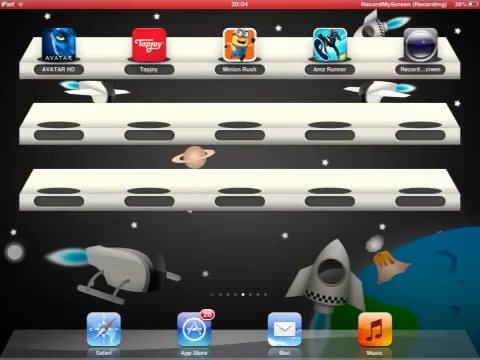 iPad 20:04 RecordMyScreen (Recording) 38%
AVATAR
Tapjoy
AVATAR HD Tapjoy Minion Rush Amz Runner Record...creen
26
Safari App Store Mail Music